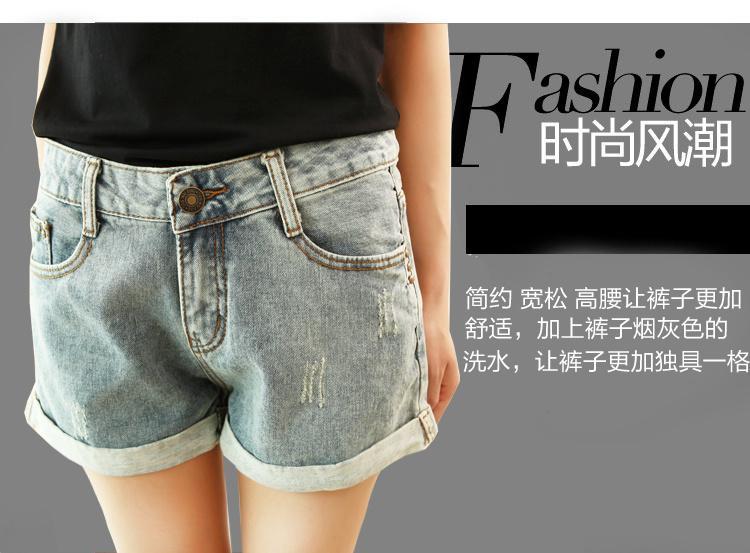 Fashion
时尚风潮
简约 宽松 高腰让裤子更加
舒适，加上裤子烟灰色的
洗水，让裤子更加独具一格